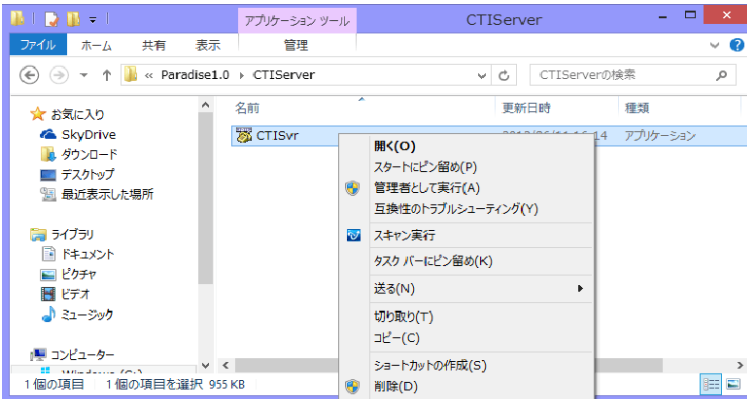 アプリケーション ツール
CTIServer
ファイル ホーム 共有 表示 管理
« Paradise1.0 CTIServer CTIServerの検索
お気に入り
SkyDrive
ダウンロード
デスクトップ
最近表示した場所
ライブラリ
ドキュメント
ピクチャ
ビデオ
ミュージック
コンピューター
名前 更新日時 種類
CTISvr 14 アプリケーション
開く(O)
スタートにピン留め(P)
管理者として実行(A)
互換性のトラブルシューティング(Y)
スキャン実行
タスク バーにピン留め(K)
送る(N)
切り取り(T)
コピー(C)
ショートカットの作成(S)
削除(D)
1 個の項目 1 個の項目を選択 955 KB